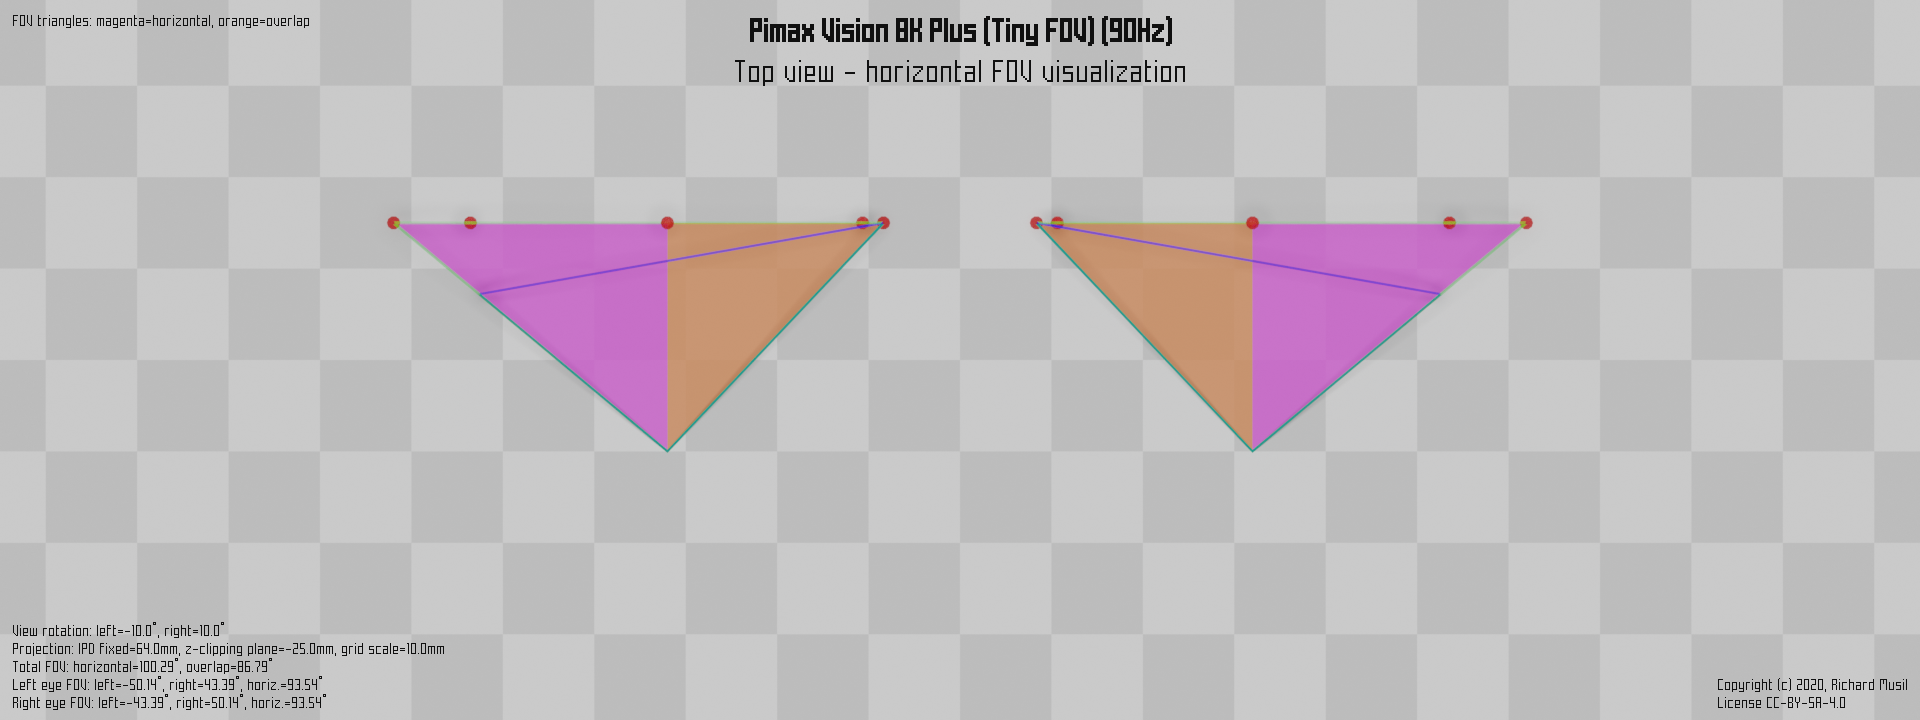 FOV triangles: magenta=horizontal, orange=overlap
Pimax Vision 8K Plus (Tiny FOV) (90Hz)
Top view - horizontal FOV visualization
View rotation: left=-10.0°, right=10.0°
Projection: IPD fixed=64.0mm, z-clipping plane=-25.0mm, grid scale=10.0mm
Total FOV: horizontal=100.29°, overlap=86.79°
Left eye FOV: left=-50.14°, right=43.39°, horiz.=93.54°
Right eye FOV: left=-43.39°, right=50.14°, horiz.=93.54°
Copyright (c) 2020, Richard Musil
License CC-BY-SA-4.0